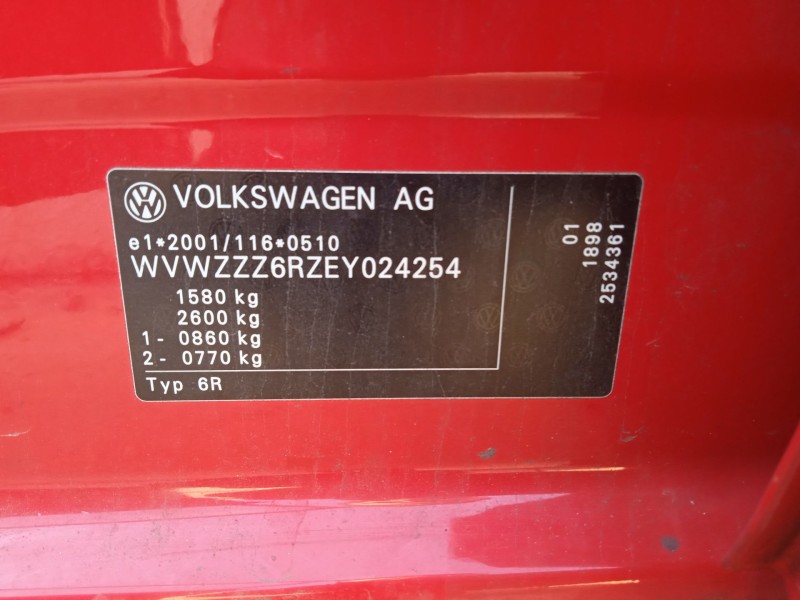 VOLKSWAGEN AG
e1*2001/116*0510
WVWZZZ6RZEY024254
1580 kg
2600 kg
1- 0860 kg
2- 0770 kg
Typ 6R
01
1898
2534361